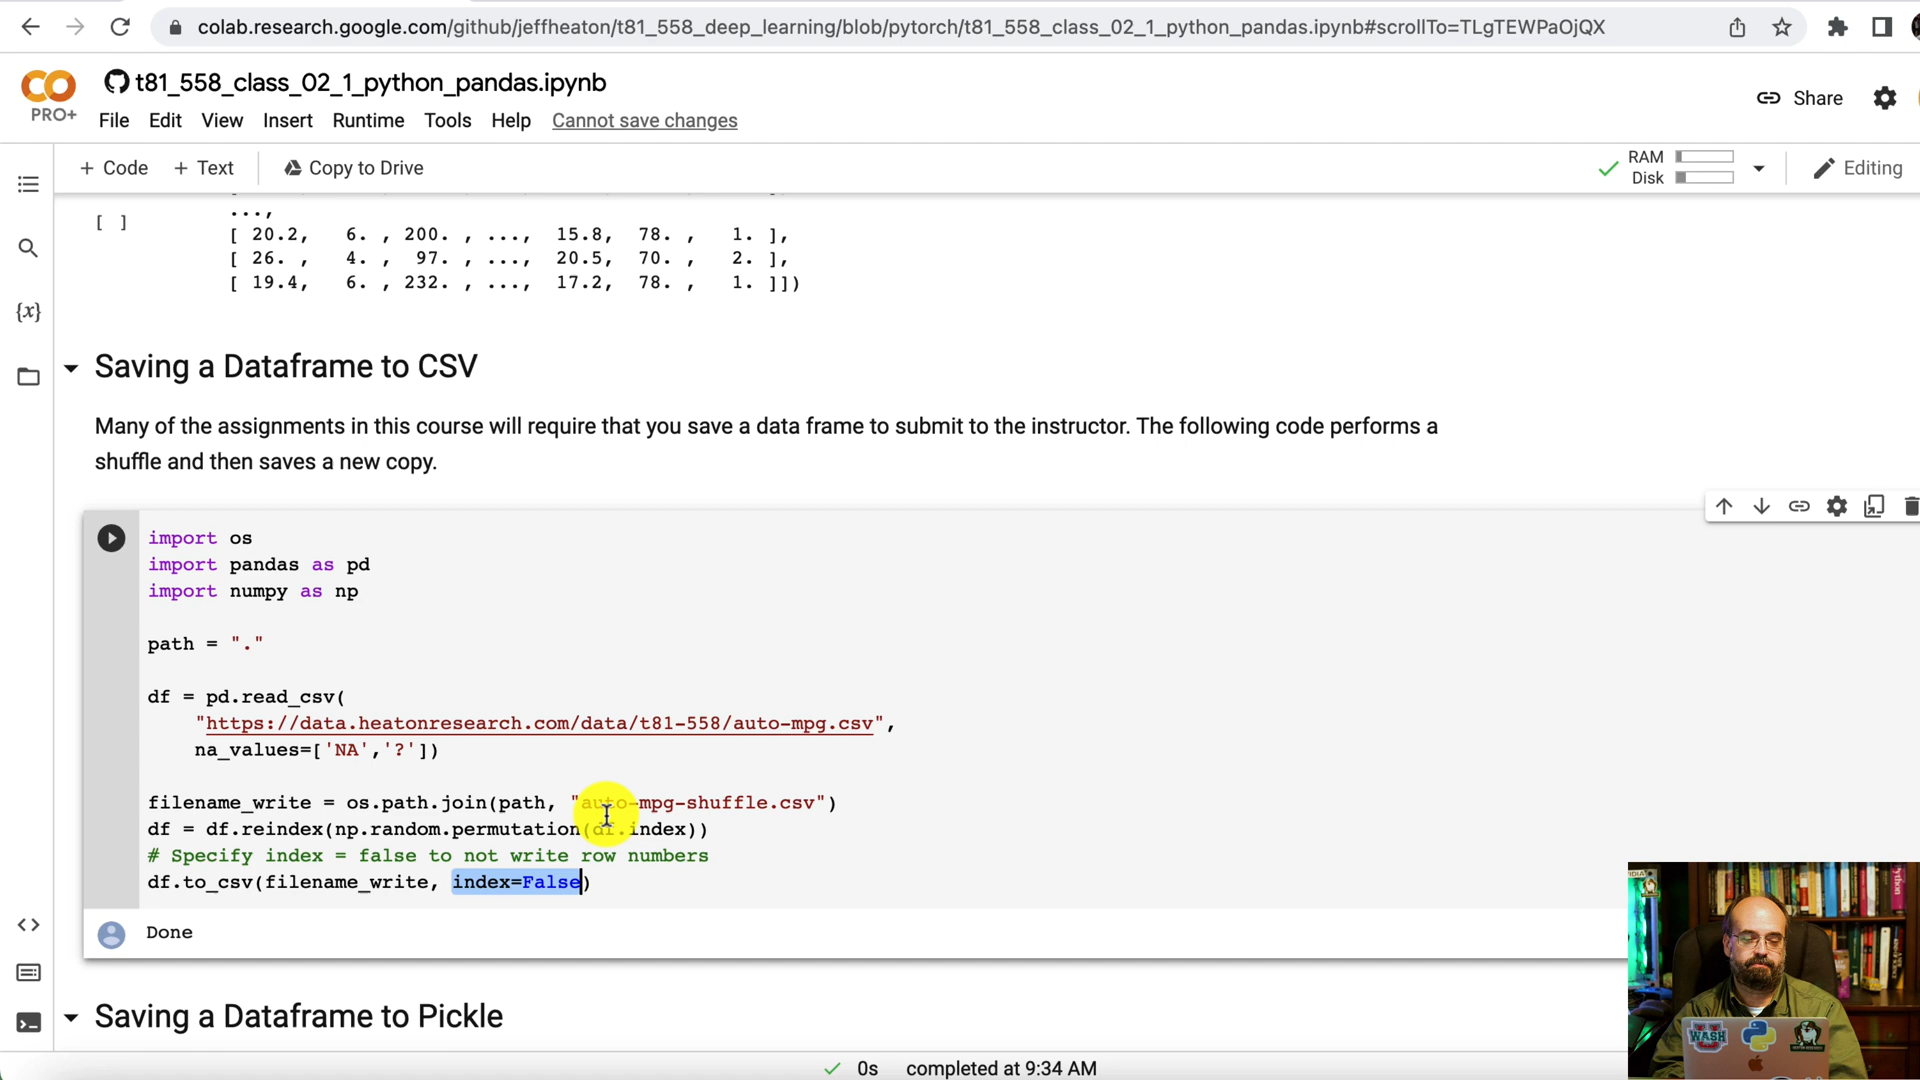 colab.research.google.com/github/jeffheaton/t81_558_deep_learning/blob/pytorch/t81_558_class_02_1_python_pandas.ipynb#scrollTo=TLgTEWPaOjQX
t81_558_class_02_1_python_pandas.ipynb
PRO+
File Edit View Insert Runtime Tools Help Cannot save changes
Share
+ Code + Text Copy to Drive
RAM
Disk
Editing
[ ]
...,
[ 20.2, 6. , 200. , ..., 15.8, 78. , 1. ],
[ 26. , 4. , 97. , ..., 20.5, 70. , 2. ],
[ 19.4, 6. , 232. , ..., 17.2, 78. , 1. ]])
{x}
Saving a Dataframe to CSV
Many of the assignments in this course will require that you save a data frame to submit to the instructor. The following code performs a
shuffle and then saves a new copy.
import os
import pandas as pd
import numpy as np
path = "."
df = pd.read_csv(
"https://data.heatonresearch.com/data/t81-558/auto-mpg.csv",
na_values=['NA','?'])
filename_write = os.path.join(path, "auto-mpg-shuffle.csv")
df = df.reindex(np.random.permutation(df.index))
# Specify index = false to not write row numbers
df.to_csv(filename_write, index=False)
Done
Saving a Dataframe to Pickle
0s completed at 9:34 AM
WASH